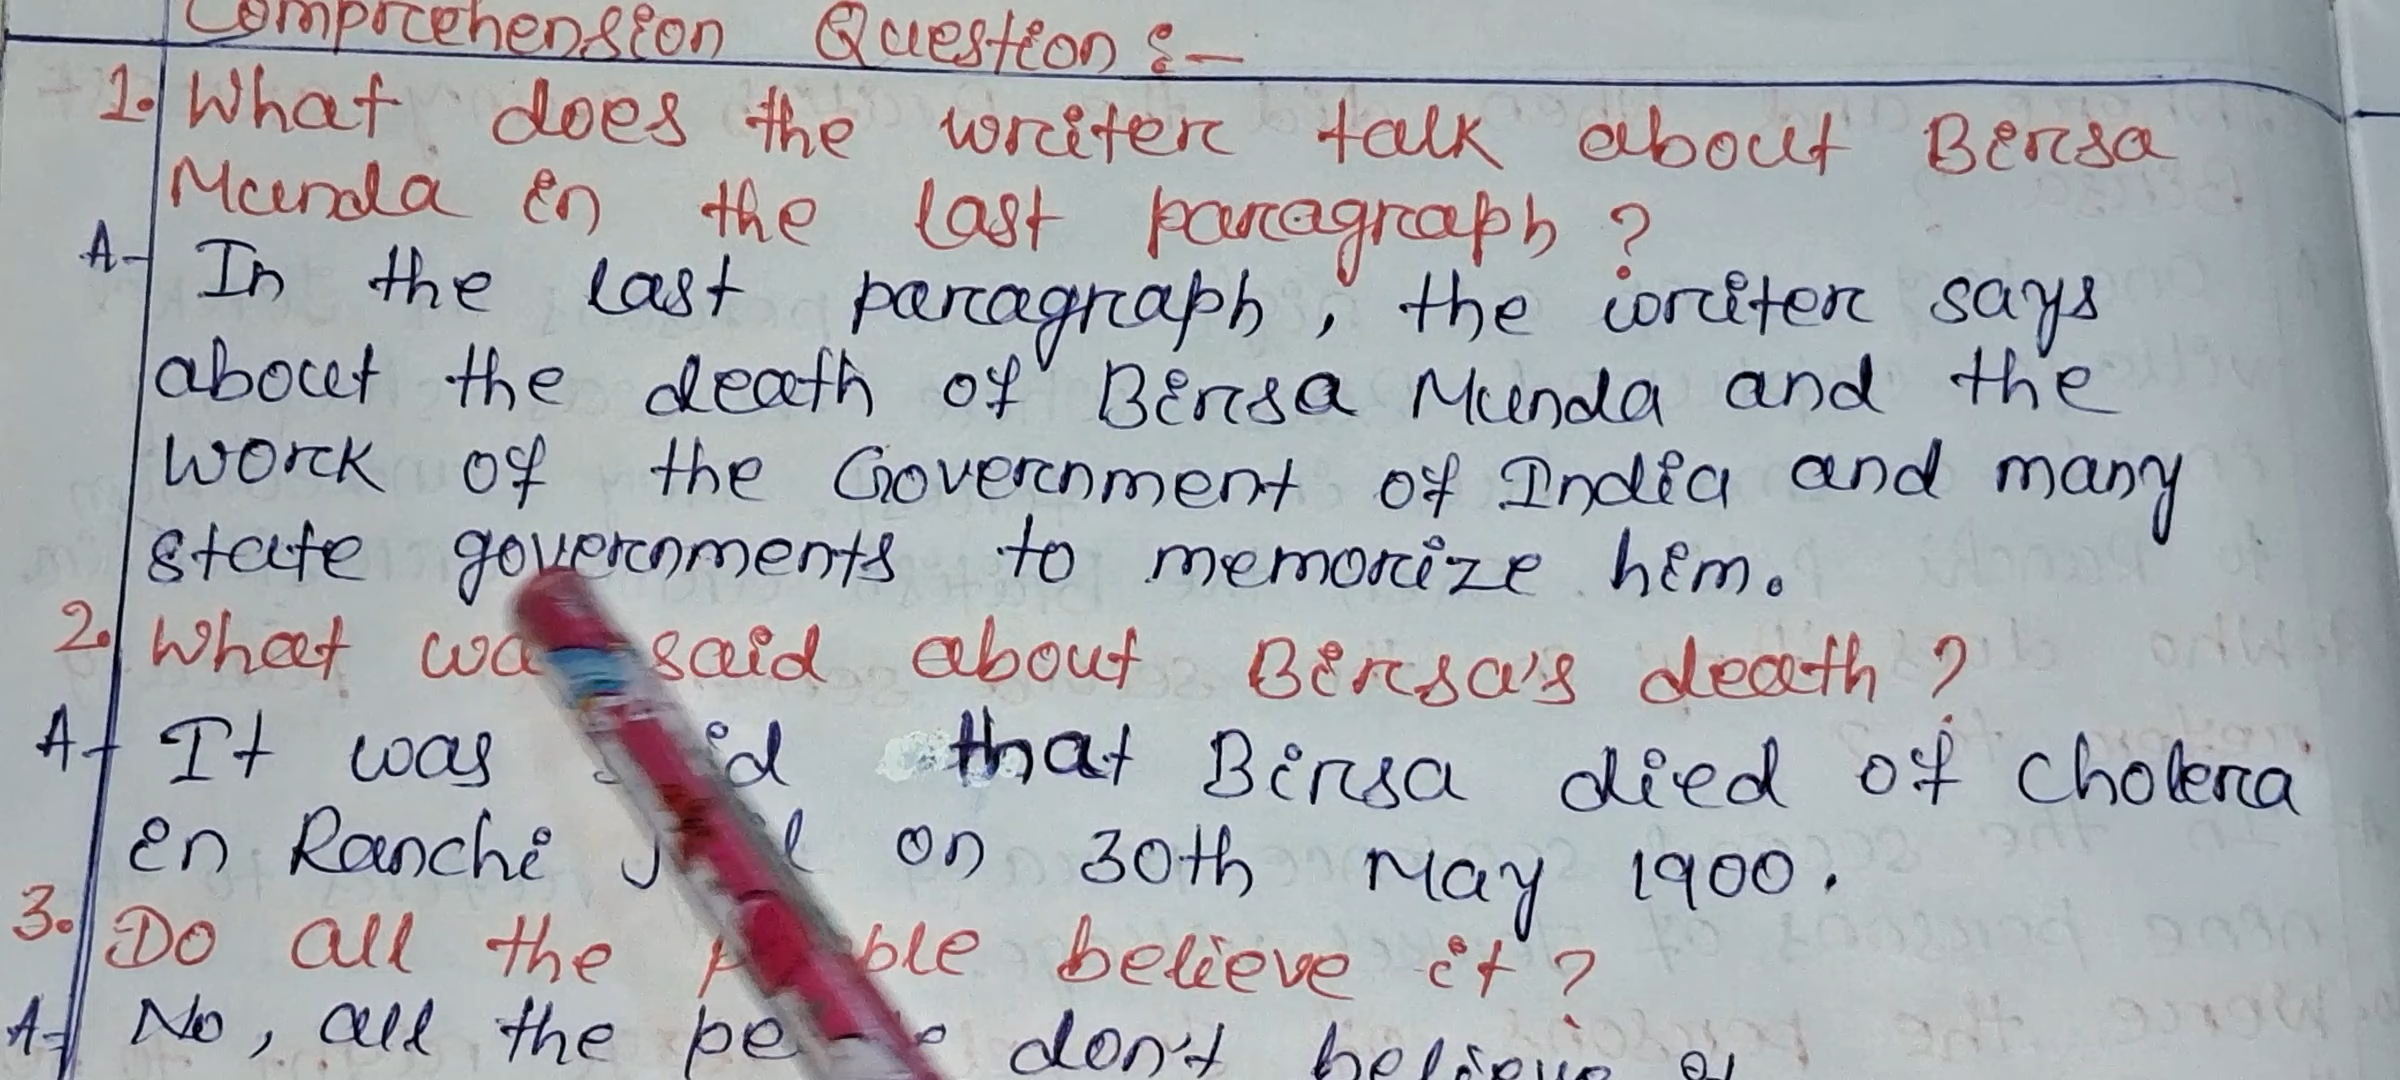 Comprehension Question :-
1. What does the writer talk about Birsa
Munda in the last paragraph ?
A- In the last paragraph, the writer says
about the death of Birsa Munda and the
work of the Government of India and many
state governments to memorize him.
2. What said about Birsa's death ?
A- It was that Birsa died of cholera
in Ranchi on 30th May 1900.
3. Do all the believe it ?
A- No, all the don't believe